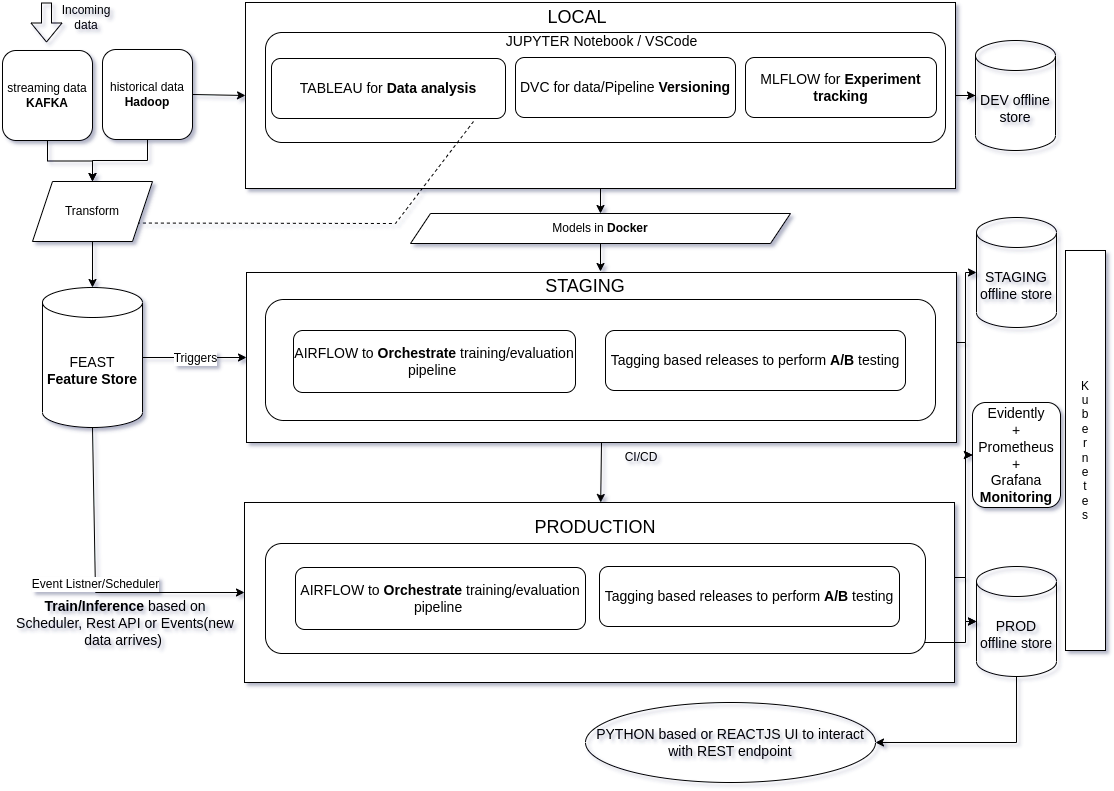 Incoming
data
streaming data
KAFKA
historical data
Hadoop
Transform
FEAST
Feature Store
Triggers
Event Listner/Scheduler
Train/Inference based on
Scheduler, Rest API or Events(new
data arrives)
LOCAL
JUPYTER Notebook / VSCode
TABLEAU for Data analysis
DVC for data/Pipeline Versioning
MLFLOW for Experiment
tracking
DEV offline
store
Models in Docker
STAGING
AIRFLOW to Orchestrate training/evaluation
pipeline
Tagging based releases to perform A/B testing
STAGING
offline store
CI/CD
Evidently
+
Prometheus
+
Grafana
Monitoring
Kubernetes
PRODUCTION
AIRFLOW to Orchestrate training/evaluation
pipeline
Tagging based releases to perform A/B testing
PROD
offline store
PYTHON based or REACTJS UI to interact
with REST endpoint